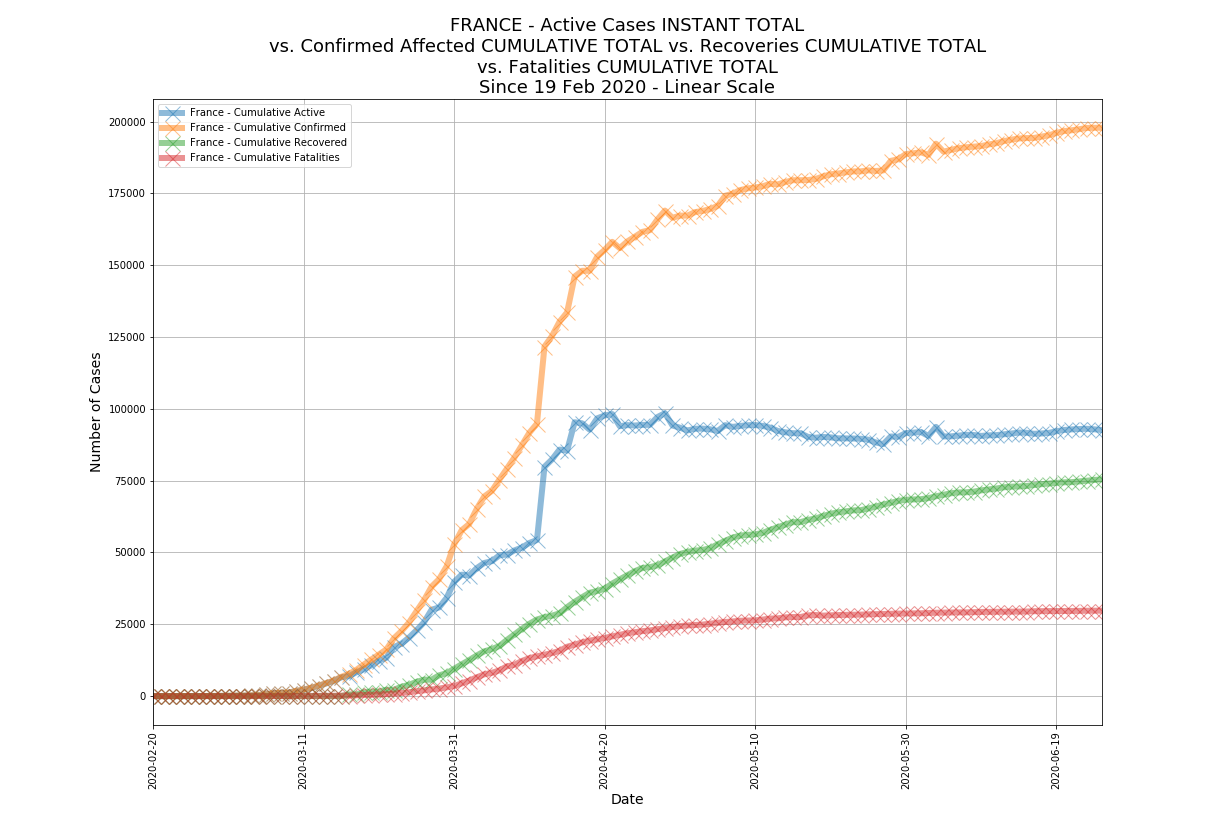 FRANCE - Active Cases INSTANT TOTAL
vs. Confirmed Affected CUMULATIVE TOTAL vs. Recoveries CUMULATIVE TOTAL
vs. Fatalities CUMULATIVE TOTAL
Since 19 Feb 2020 - Linear Scale
France - Cumulative Active
France - Cumulative Confirmed
France - Cumulative Recovered
France - Cumulative Fatalities
Number of Cases
200000
175000
150000
125000
100000
75000
50000
25000
0
2020-02-20
2020-03-11
2020-03-31
2020-04-20
2020-05-10
2020-05-30
2020-06-19
Date